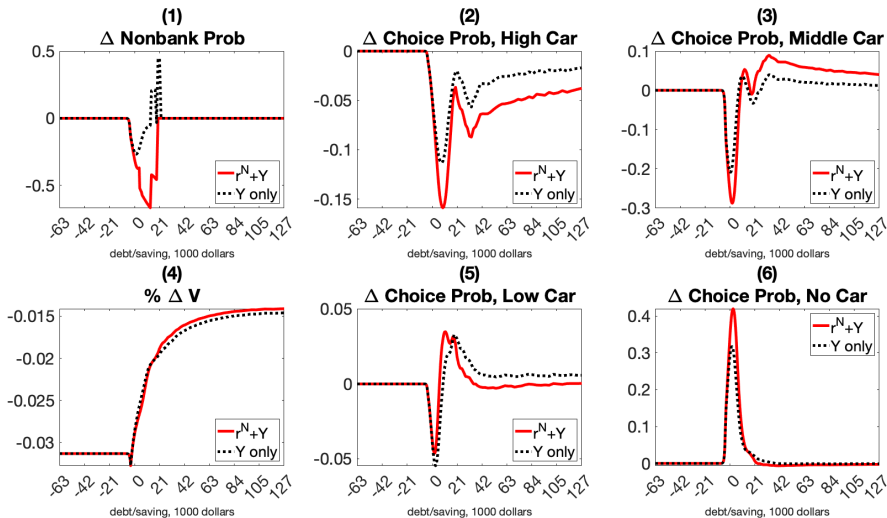 (1)
Δ Nonbank Prob
0.5
0
-0.5
-63 -42 -21 0 21 42 63 84 105 127
debt/saving, 1000 dollars
r^N+Y
Y only
(2)
Δ Choice Prob, High Car
0
-0.05
-0.1
-0.15
-63 -42 -21 0 21 42 63 84 105 127
debt/saving, 1000 dollars
r^N+Y
Y only
(3)
Δ Choice Prob, Middle Car
0.1
0
-0.1
-0.2
-0.3
-63 -42 -21 0 21 42 63 84 105 127
debt/saving, 1000 dollars
r^N+Y
Y only
(4)
% Δ V
-0.015
-0.02
-0.025
-0.03
-63 -42 -21 0 21 42 63 84 105 127
debt/saving, 1000 dollars
r^N+Y
Y only
(5)
Δ Choice Prob, Low Car
0.05
0
-0.05
-63 -42 -21 0 21 42 63 84 105 127
debt/saving, 1000 dollars
r^N+Y
Y only
(6)
Δ Choice Prob, No Car
0.4
0.3
0.2
0.1
0
-63 -42 -21 0 21 42 63 84 105 127
debt/saving, 1000 dollars
r^N+Y
Y only